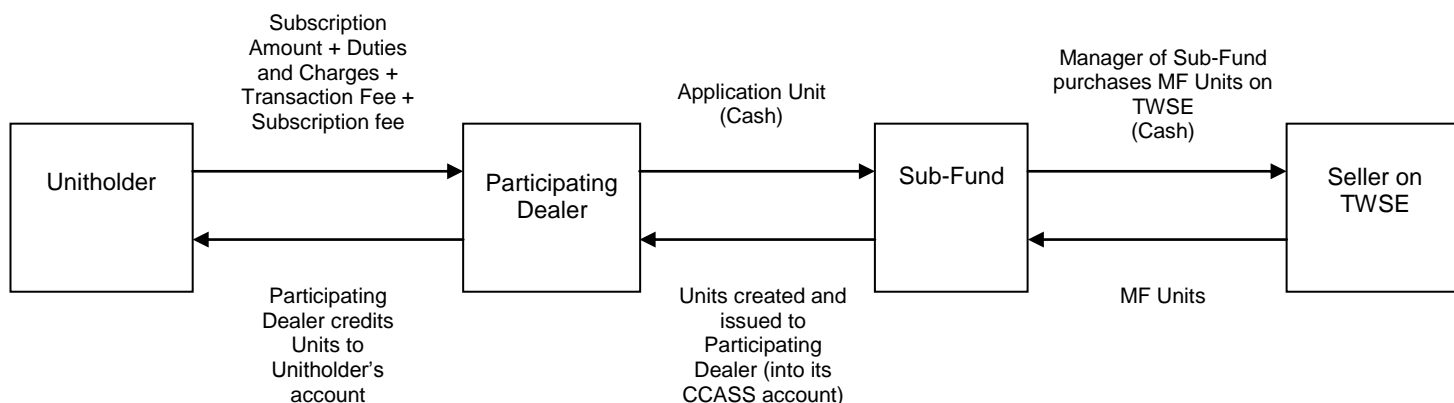 Subscription
Amount + Duties
and Charges +
Transaction Fee +
Subscription fee
Application Unit
(Cash)
Manager of Sub-Fund
purchases MF Units on
TWSE
(Cash)
Unitholder
Participating
Dealer
Sub-Fund
Seller on
TWSE
Participating
Dealer credits
Units to
Unitholder's
account
Units created and
issued to
Participating
Dealer (into its
CCASS account)
MF Units